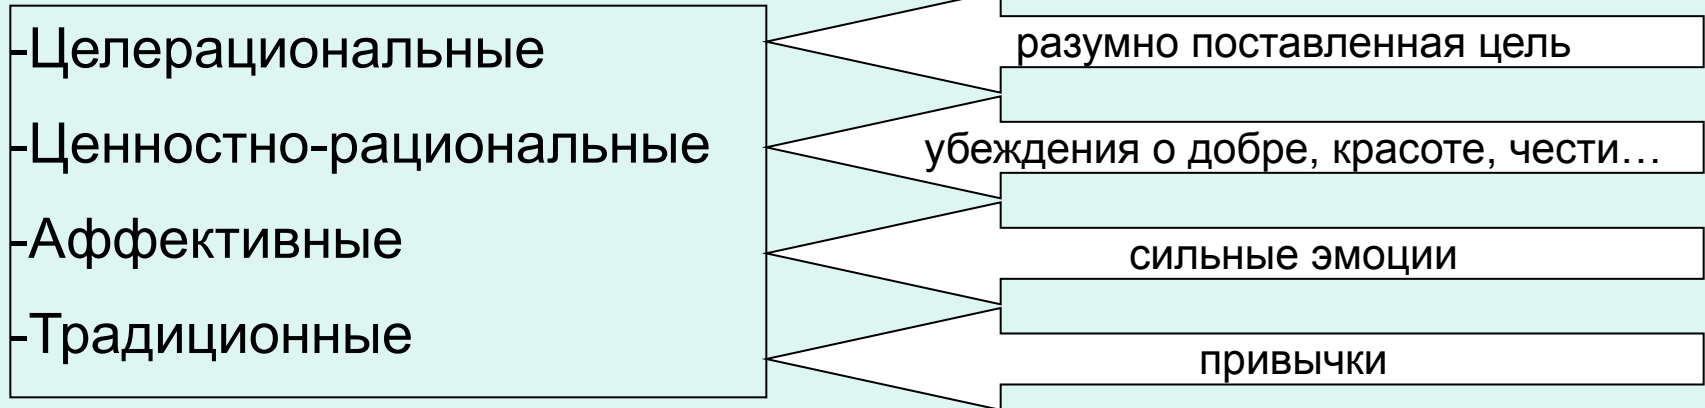 -Целерациональные
разумно поставленная цель
-Ценностно-рациональные
убеждения о добре, красоте, чести…
-Аффективные
сильные эмоции
-Традиционные
привычки